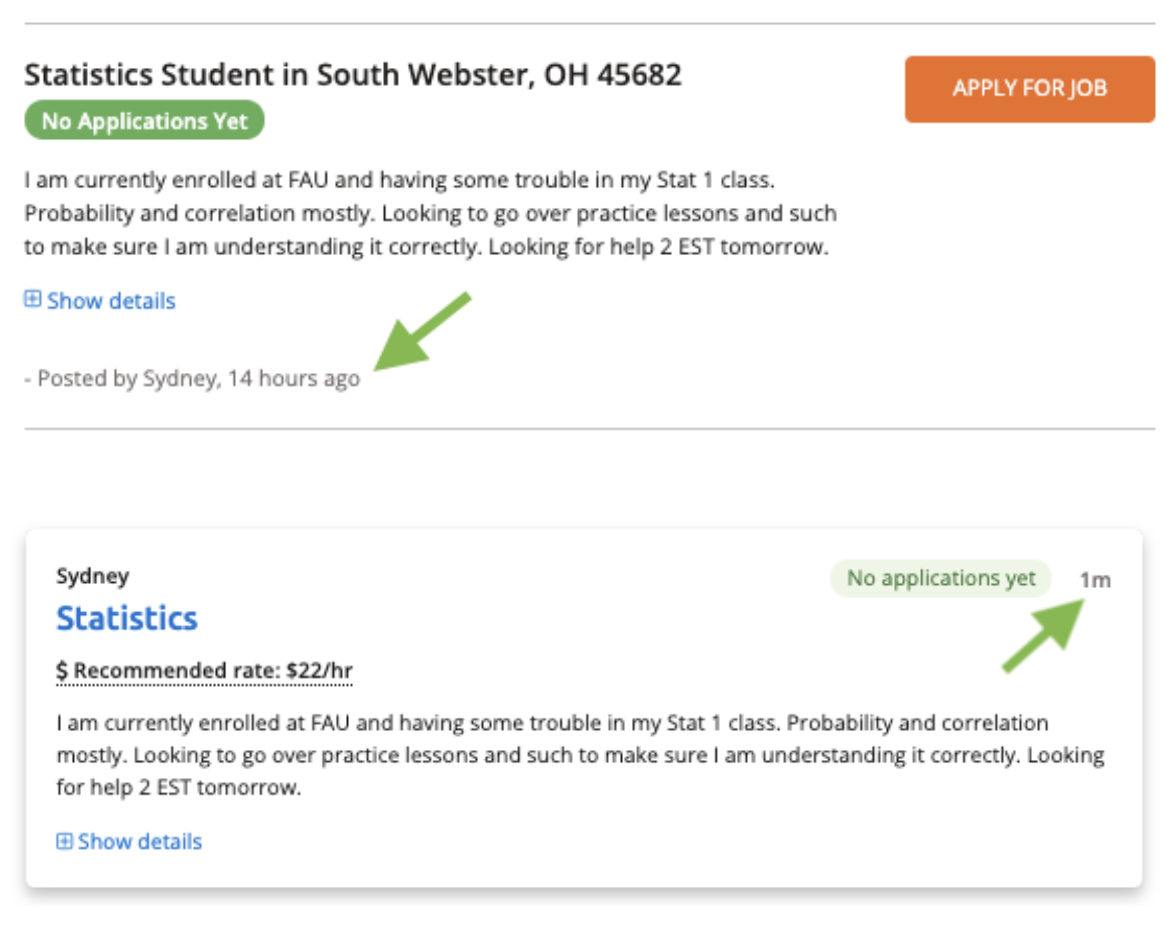 Statistics Student in South Webster, OH 45682
APPLY FOR JOB
No Applications Yet
I am currently enrolled at FAU and having some trouble in my Stat 1 class.
Probability and correlation mostly. Looking to go over practice lessons and such
to make sure I am understanding it correctly. Looking for help 2 EST tomorrow.
Show details
- Posted by Sydney, 14 hours ago
Sydney
No applications yet
1m
Statistics
$ Recommended rate: $22/hr
I am currently enrolled at FAU and having some trouble in my Stat 1 class. Probability and correlation
mostly. Looking to go over practice lessons and such to make sure I am understanding it correctly. Looking
for help 2 EST tomorrow.
Show details